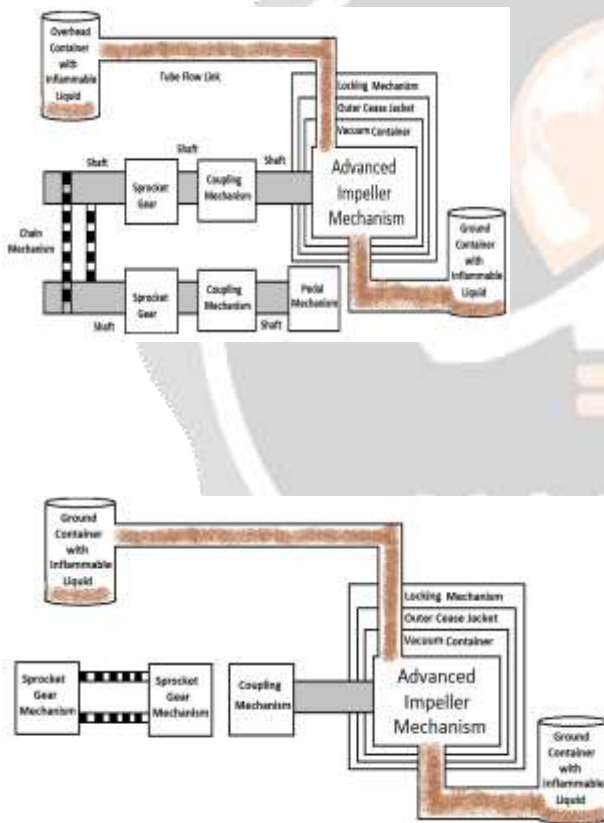 Overhead
Container
with
Inflammable
Liquid
Tube Flow Link
Locking Mechanism
Outer Cease Jacket
Vacuum Container
Advanced
Impeller
Mechanism
Shaft
Shaft
Shaft
Sprocket
Gear
Coupling
Mechanism
Chain
Mechanism
Ground
Container
with
Inflammable
Liquid
Sprocket
Gear
Coupling
Mechanism
Pedal
Mechanism
Shaft
Shaft
Ground
Container
with
Inflammable
Liquid
Locking Mechanism
Outer Cease Jacket
Vacuum Container
Advanced
Impeller
Mechanism
Sprocket
Gear
Mechanism
Sprocket
Gear
Mechanism
Coupling
Mechanism
Ground
Container
with
Inflammable
Liquid